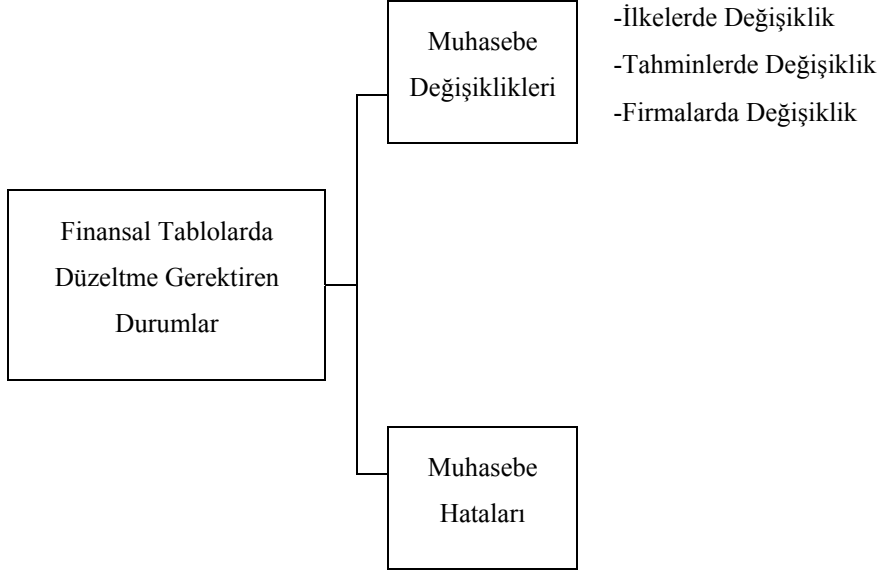 Muhasebe
Değişiklikleri
-İlkelerde Değişiklik
-Tahminlerde Değişiklik
-Firmalarda Değişiklik
Finansal Tablolarda
Düzeltme Gerektiren
Durumlar
Muhasebe
Hataları